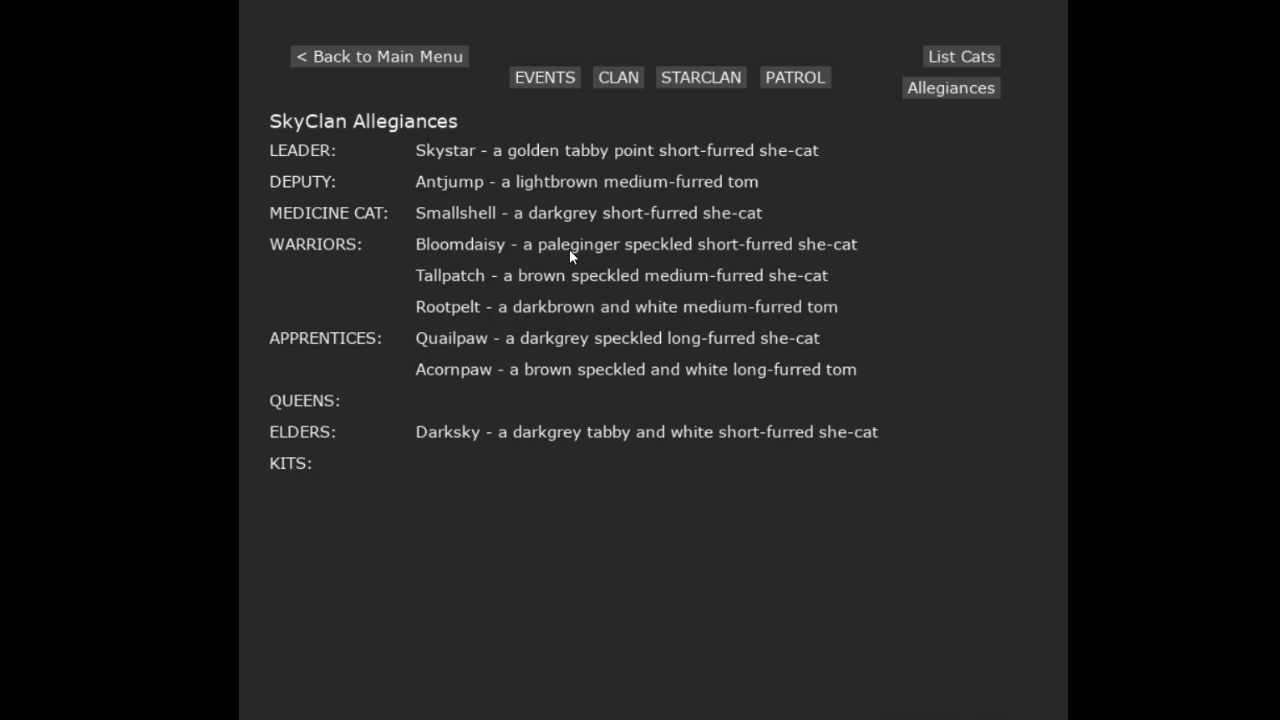 < Back to Main Menu
List Cats
EVENTS CLAN STARCLAN PATROL
Allegiances
SkyClan Allegiances
LEADER: Skystar - a golden tabby point short-furred she-cat
DEPUTY: Antjump - a lightbrown medium-furred tom
MEDICINE CAT: Smallshell - a darkgrey short-furred she-cat
WARRIORS: Bloomdaisy - a paleginger speckled short-furred she-cat
Tallpatch - a brown speckled medium-furred she-cat
Rootpelt - a darkbrown and white medium-furred tom
APPRENTICES: Quailpaw - a darkgrey speckled long-furred she-cat
Acornpaw - a brown speckled and white long-furred tom
QUEENS:
ELDERS: Darksky - a darkgrey tabby and white short-furred she-cat
KITS: